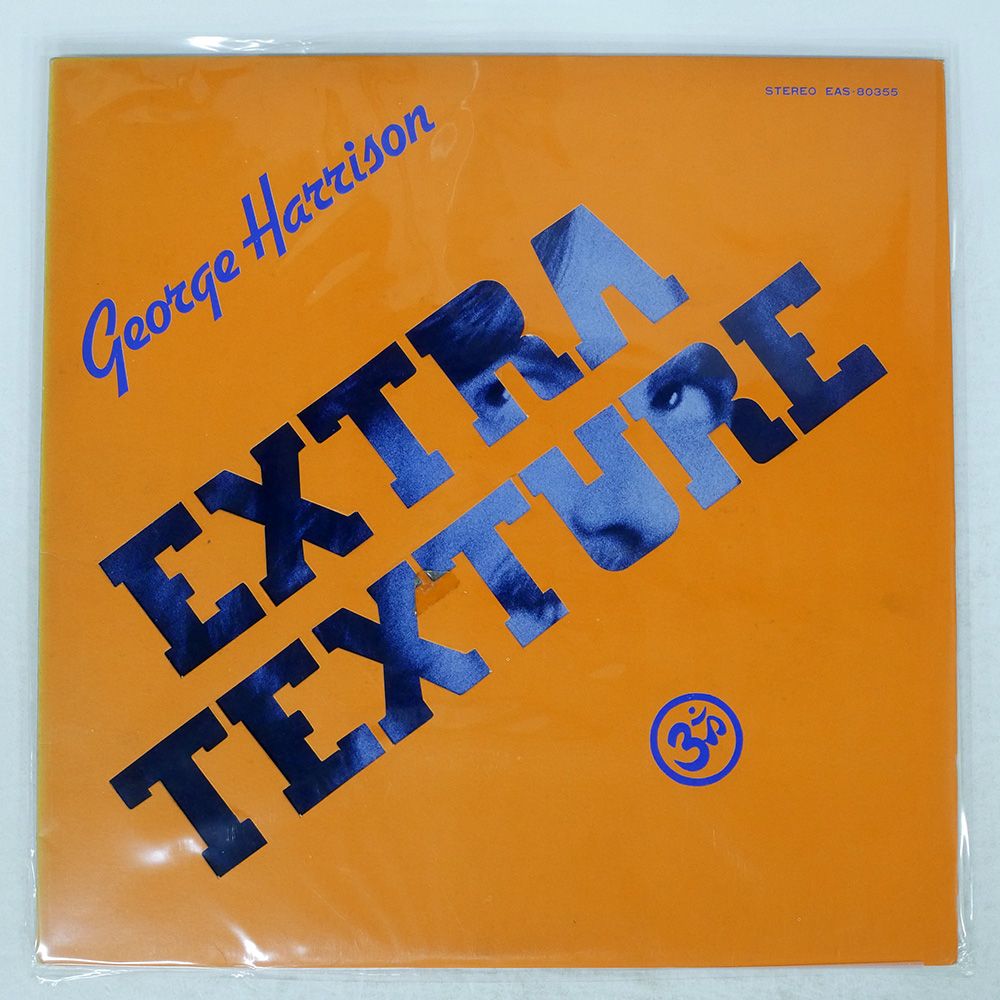 STEREO EAS-80355
George Harrison
EXTRA
TEXTURE
ॐ